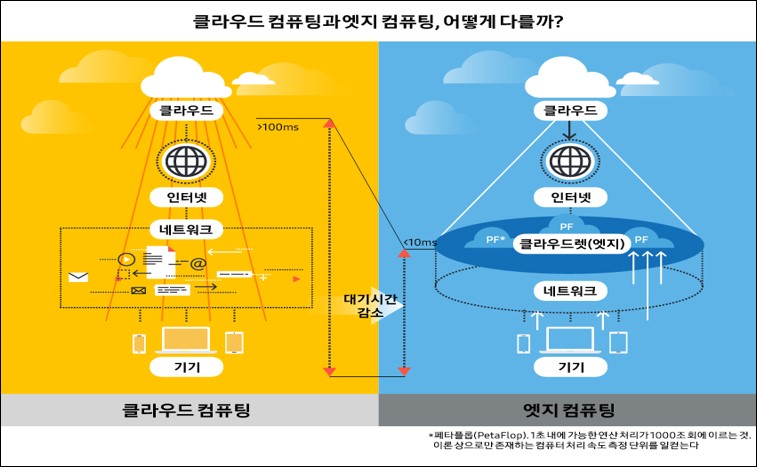 클라우드 컴퓨팅과 엣지 컴퓨팅, 어떻게 다를까?
클라우드
>100ms
인터넷
네트워크
@
기기
대기시간
감소
클라우드
인터넷
<10ms
PF*
PF
PF
클라우드렛(엣지)
네트워크
기기
클라우드 컴퓨팅
엣지 컴퓨팅
*페타플롭(PetaFlop). 1초 내에 가능한 연산 처리가 1000조 회에 이르는 것.
이론 상으로만 존재하는 컴퓨터 처리 속도 측정 단위를 일컫는다